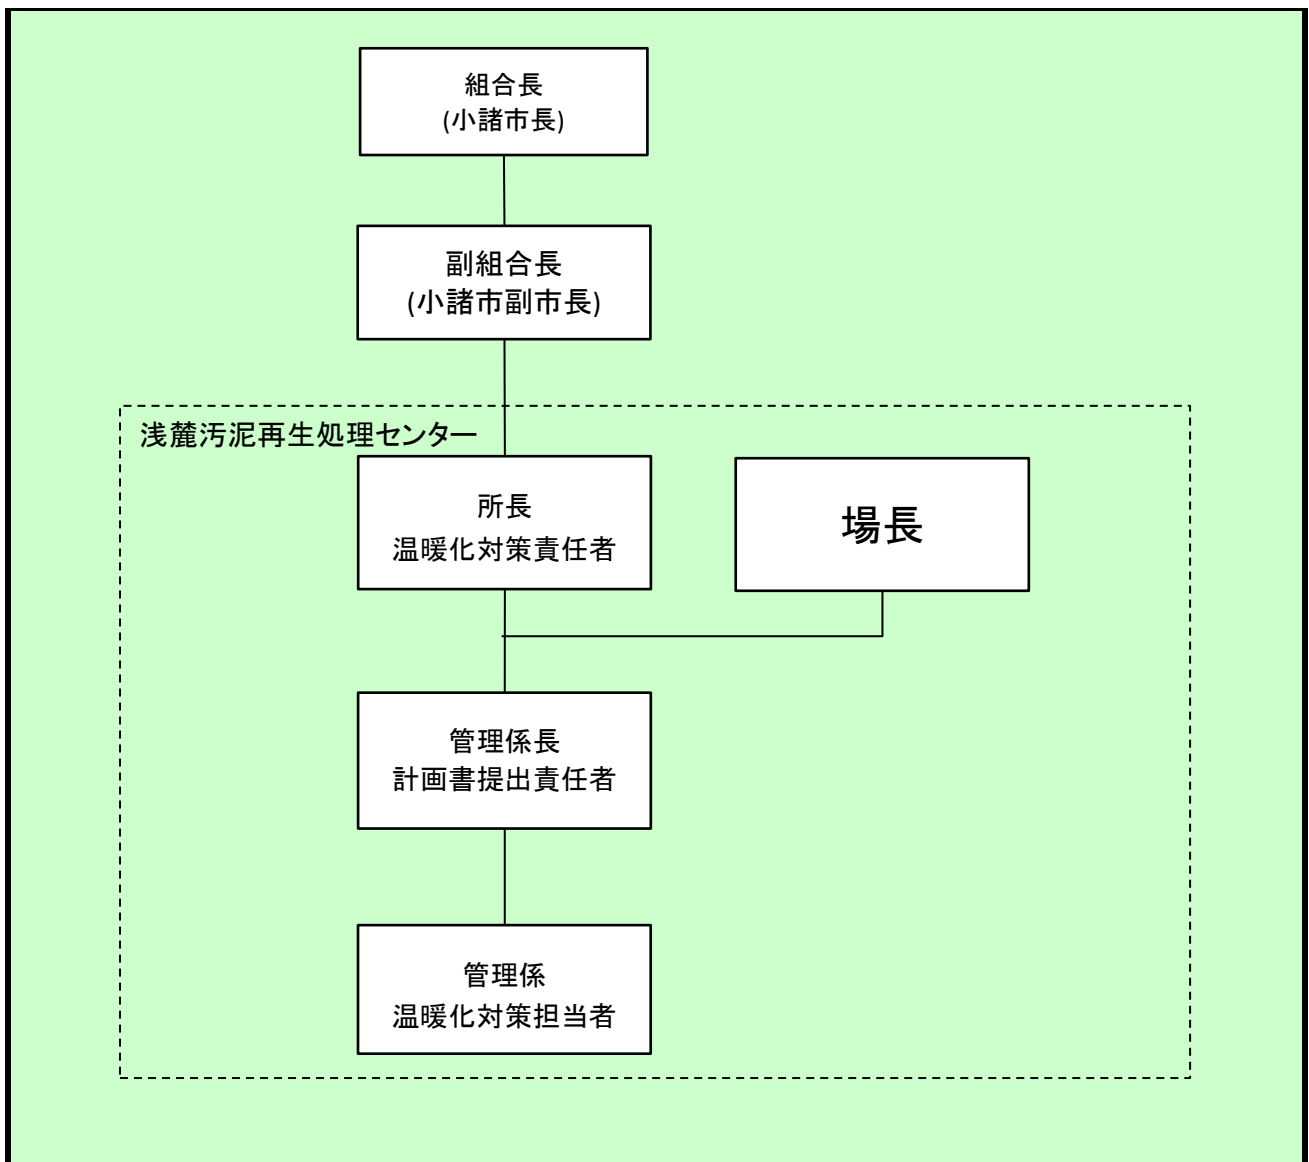 組合長
(小諸市長)
副組合長
(小諸市副市長)
浅麓汚泥再生処理センター
所長
温暖化対策責任者
場長
管理係長
計画書提出責任者
管理係
温暖化対策担当者